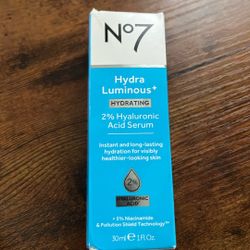 No7
Hydra
Luminous+
HYDRATING
2% Hyaluronic
Acid Serum
Instant and long-lasting
hydration for visibly
healthier-looking skin
2%
HYALURONIC
ACID
+ 1% Niacinamide
& Pollution Shield Technology™
30ml ℮ 1Fl. Oz.